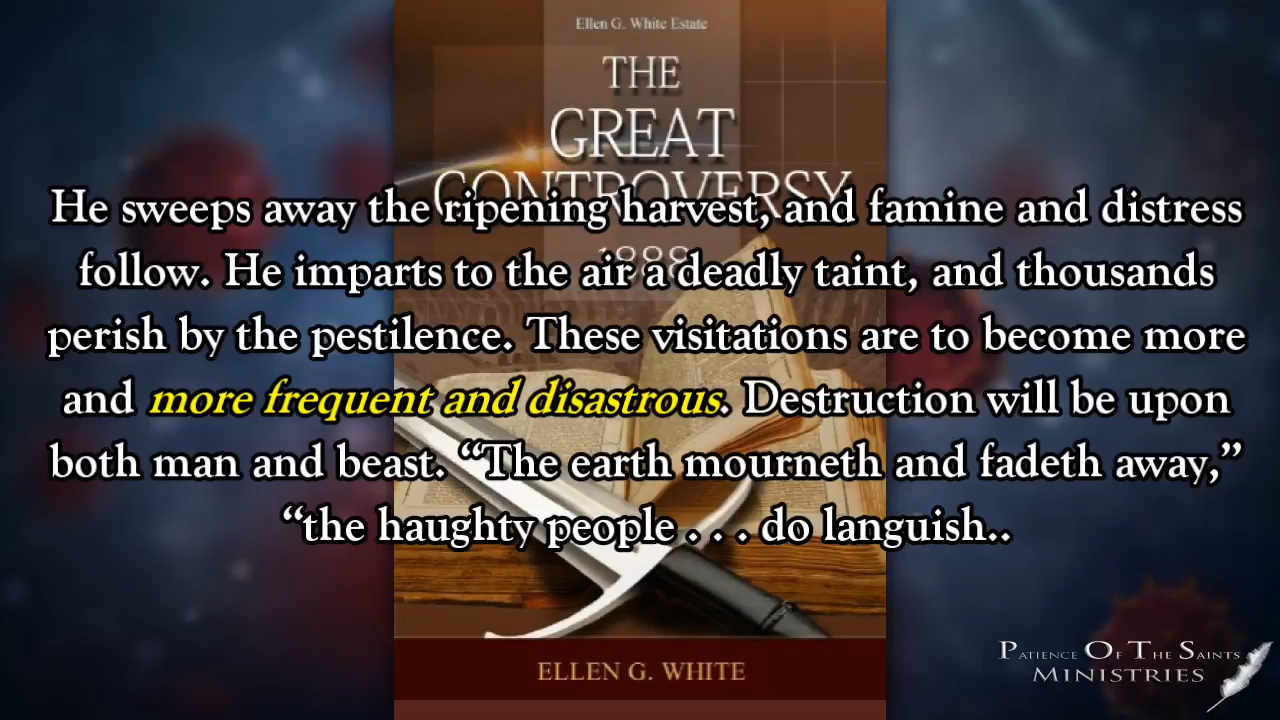 Ellen G. White Estate
THE
GREAT
CONTROVERSY
1888
He sweeps away the ripening harvest, and famine and distress
follow. He imparts to the air a deadly taint, and thousands
perish by the pestilence. These visitations are to become more
and more frequent and disastrous. Destruction will be upon
both man and beast. “The earth mourneth and fadeth away,”
“the haughty people . . . do languish..
ELLEN G. WHITE
PATIENCE OF THE SAINTS
MINISTRIES